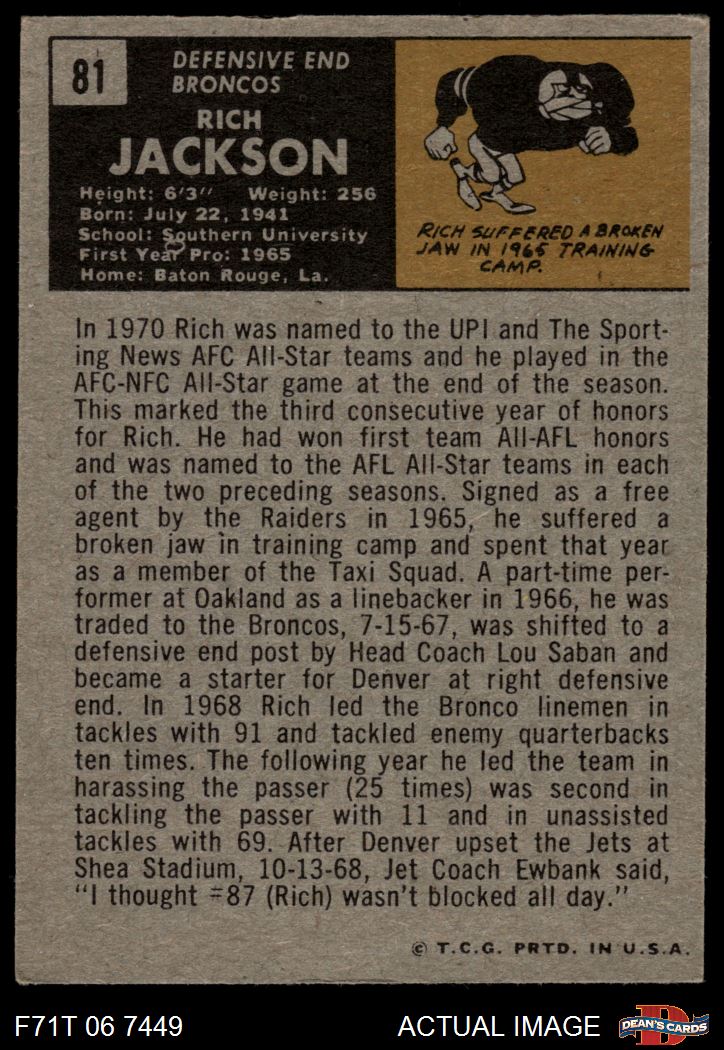 81
DEFENSIVE END
BRONCOS
RICH
JACKSON
Height: 6'3" Weight: 256
Born: July 22, 1941
School: Southern University
First Year Pro: 1965
Home: Baton Rouge, La.
RICH SUFFERED A BROKEN
JAW IN 1965 TRAINING
CAMP.
In 1970 Rich was named to the UPI and The Sport-
ing News AFC All-Star teams and he played in the
AFC-NFC All-Star game at the end of the season.
This marked the third consecutive year of honors
for Rich. He had won first team All-AFL honors
and was named to the AFL All-Star teams in each
of the two preceding seasons. Signed as a free
agent by the Raiders in 1965, he suffered a
broken jaw in training camp and spent that year
as a member of the Taxi Squad. A part-time per-
former at Oakland as a linebacker in 1966, he was
traded to the Broncos, 7-15-67, was shifted to a
defensive end post by Head Coach Lou Saban and
became a starter for Denver at right defensive
end. In 1968 Rich led the Bronco linemen in
tackles with 91 and tackled enemy quarterbacks
ten times. The following year he led the team in
harassing the passer (25 times) was second in
tackling the passer with 11 and in unassisted
tackles with 69. After Denver upset the Jets at
Shea Stadium, 10-13-68, Jet Coach Ewbank said,
"I thought #87 (Rich) wasn't blocked all day."
© T.C.G. PRTD. IN U.S.A.
F71T 06 7449 ACTUAL IMAGE
D
DEAN'S CARDS